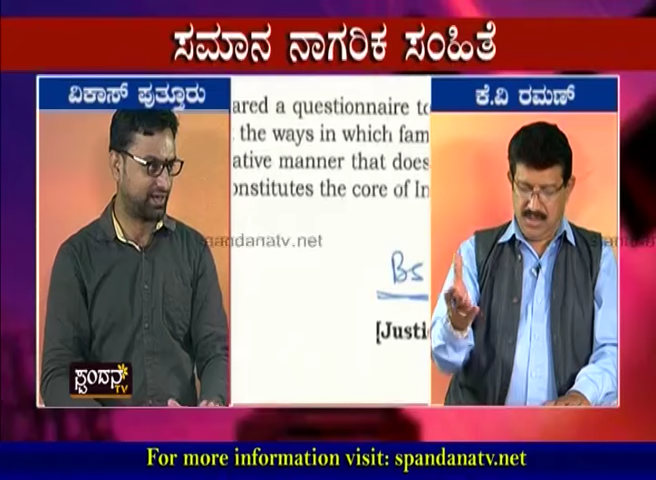 ಸಮಾನ ನಾಗರಿಕ ಸಂಹಿತೆ
ವಿಕಾಸ್ ಪುತ್ತೂರು
ಕೆ.ವಿ ರಮಣ್
ared a questionnaire to
the ways in which fam
ative manner that does
onstitutes the core of In
spandanatv.net
[Justi
ಸ್ಪಂದನ
TV
For more information visit: spandanatv.net